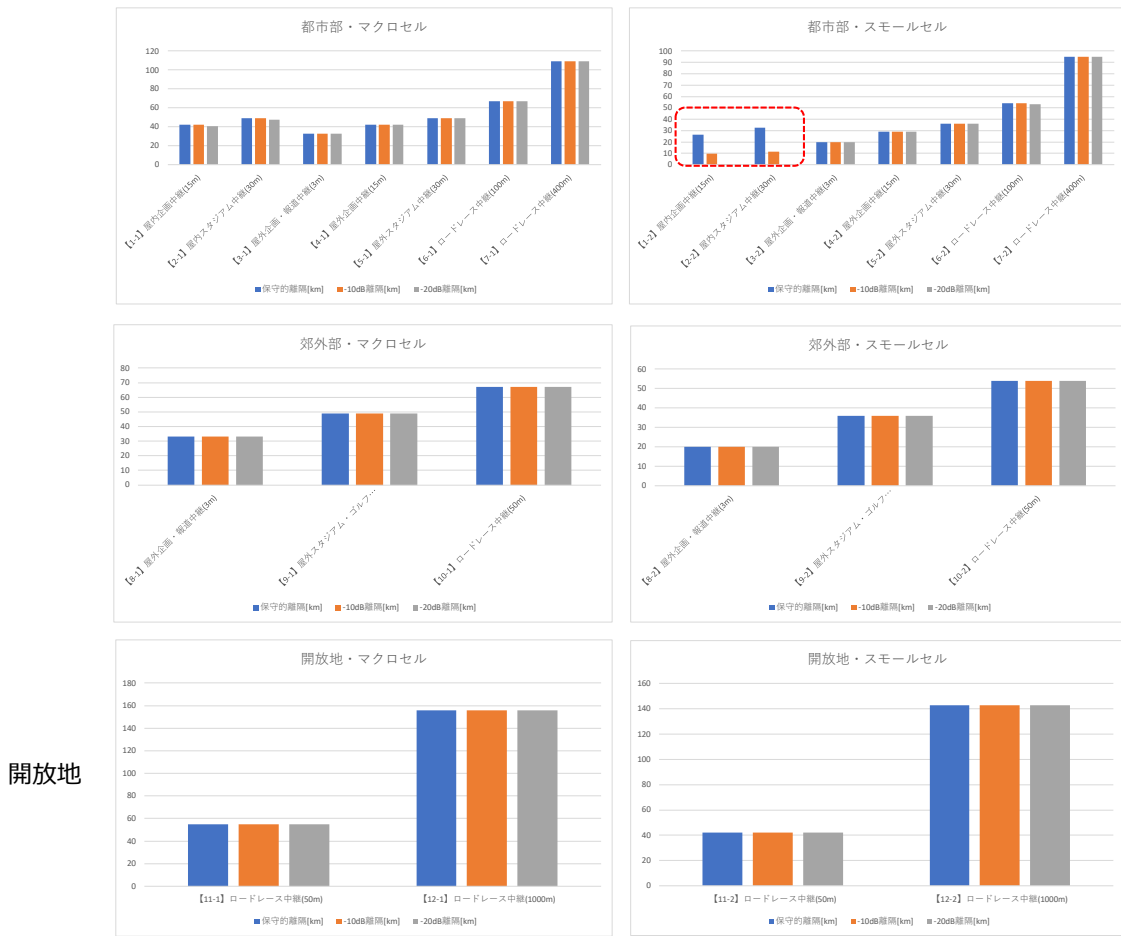 都市部・マクロセル
120
100
80
60
40
20
0
【1-1】屋内企画中継(15m)
【2-1】屋内スタジアム中継(30m)
【3-1】屋外企画・報道中継(3m)
【4-1】屋外企画中継(15m)
【5-1】屋外スタジアム中継(30m)
【6-1】ロードレース中継(100m)
【7-1】ロードレース中継(400m)
保守的離隔[km] -10dB離隔[km] -20dB離隔[km]
都市部・スモールセル
100
90
80
70
60
50
40
30
20
10
0
【1-2】屋内企画中継(15m)
【2-2】屋内スタジアム中継(30m)
【3-2】屋外企画・報道中継(3m)
【4-2】屋外企画中継(15m)
【5-2】屋外スタジアム中継(30m)
【6-2】ロードレース中継(100m)
【7-2】ロードレース中継(400m)
保守的離隔[km] -10dB離隔[km] -20dB離隔[km]
郊外部・マクロセル
80
70
60
50
40
30
20
10
0
【8-1】屋外企画・報道中継(3m)
【9-1】屋外スタジアム・ゴルフ…
【10-1】ロードレース中継(50m)
保守的離隔[km] -10dB離隔[km] -20dB離隔[km]
郊外部・スモールセル
60
50
40
30
20
10
0
【8-2】屋外企画・報道中継(3m)
【9-2】屋外スタジアム・ゴルフ…
【10-2】ロードレース中継(50m)
保守的離隔[km] -10dB離隔[km] -20dB離隔[km]
開放地
開放地・マクロセル
180
160
140
120
100
80
60
40
20
0
【11-1】ロードレース中継(50m) 【12-1】ロードレース中継(1000m)
保守的離隔[km] -10dB離隔[km] -20dB離隔[km]
開放地・スモールセル
160
140
120
100
80
60
40
20
0
【11-2】ロードレース中継(50m) 【12-2】ロードレース中継(1000m)
保守的離隔[km] -10dB離隔[km] -20dB離隔[km]